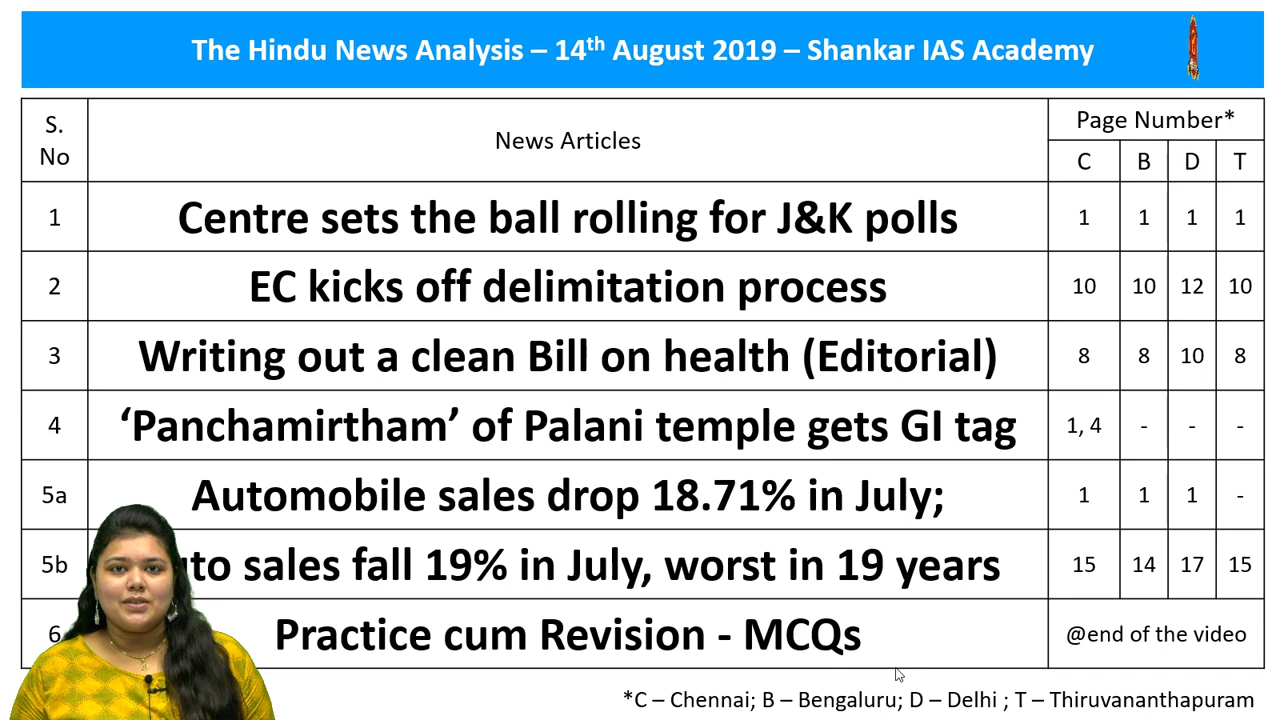 The Hindu News Analysis – 14th August 2019 – Shankar IAS Academy
S. No News Articles Page Number*
C B D T
1 Centre sets the ball rolling for J&K polls 1 1 1 1
2 EC kicks off delimitation process 10 10 12 10
3 Writing out a clean Bill on health (Editorial) 8 8 10 8
4 ‘Panchamirtham’ of Palani temple gets GI tag 1, 4 - - -
5a Automobile sales drop 18.71% in July; 1 1 1 -
5b uto sales fall 19% in July, worst in 19 years 15 14 17 15
6 Practice cum Revision - MCQs @end of the video
*C – Chennai; B – Bengaluru; D – Delhi ; T – Thiruvananthapuram